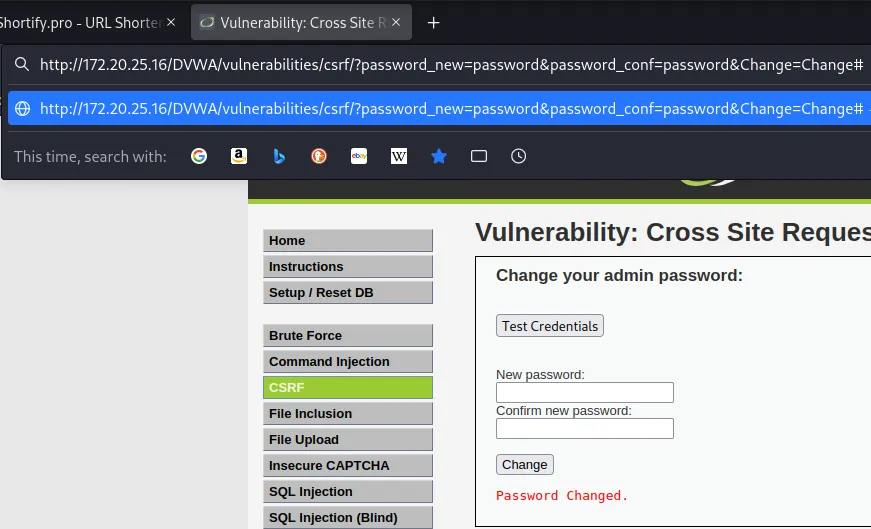 Shortify.pro - URL Shorten
Vulnerability: Cross Site R
http://172.20.25.16/DVWA/vulnerabilities/csrf/?password_new=password&password_conf=password&Change=Change#
http://172.20.25.16/DVWA/vulnerabilities/csrf/?password_new=password&password_conf=password&Change=Change#
This time, search with:
Vulnerability: Cross Site Reques
Home
Instructions
Setup / Reset DB
Brute Force
Command Injection
CSRF
File Inclusion
File Upload
Insecure CAPTCHA
SQL Injection
SQL Injection (Blind)
Change your admin password:
Test Credentials
New password:
Confirm new password:
Change
Password Changed.